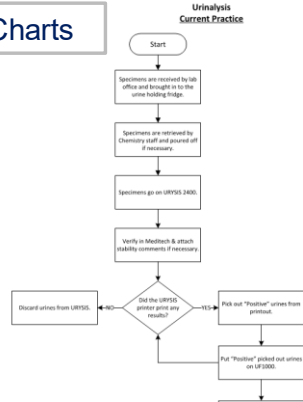 Charts
Urinalysis
Current Practice
Start
Specimens are received by lab
office and brought in to the
urine holding fridge.
Specimens are retrieved by
Chemistry staff and poured off
if necessary.
Specimens go on URYSIS 2400.
Verify in Meditech & attach
stability comments if necessary.
Did the URYSIS
printer print any
results?
NO
YES
Discard urines from URYSIS.
Pick out "Positive" urines from
printout.
Put "Positive" picked out urines
on UF1000.